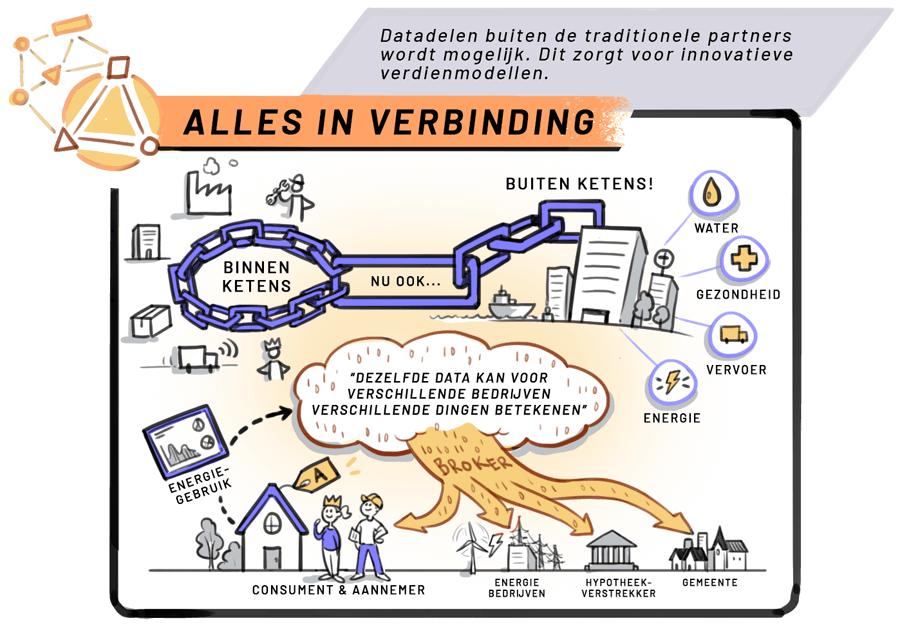 Datadelen buiten de traditionele partners
wordt mogelijk. Dit zorgt voor innovatieve
verdienmodellen.
ALLES IN VERBINDING
BUITEN KETENS!
BINNEN
KETENS
NU OOK...
WATER
GEZONDHEID
VERVOER
ENERGIE
"DEZELFDE DATA KAN VOOR
VERSCHILLENDE BEDRIJVEN
VERSCHILLENDE DINGEN BETEKENEN"
BROKER
ENERGIE-
GEBRUIK
A
CONSUMENT & AANNEMER
ENERGIE
BEDRIJVEN
HYPOTHEEK-
VERSTREKKER
GEMEENTE